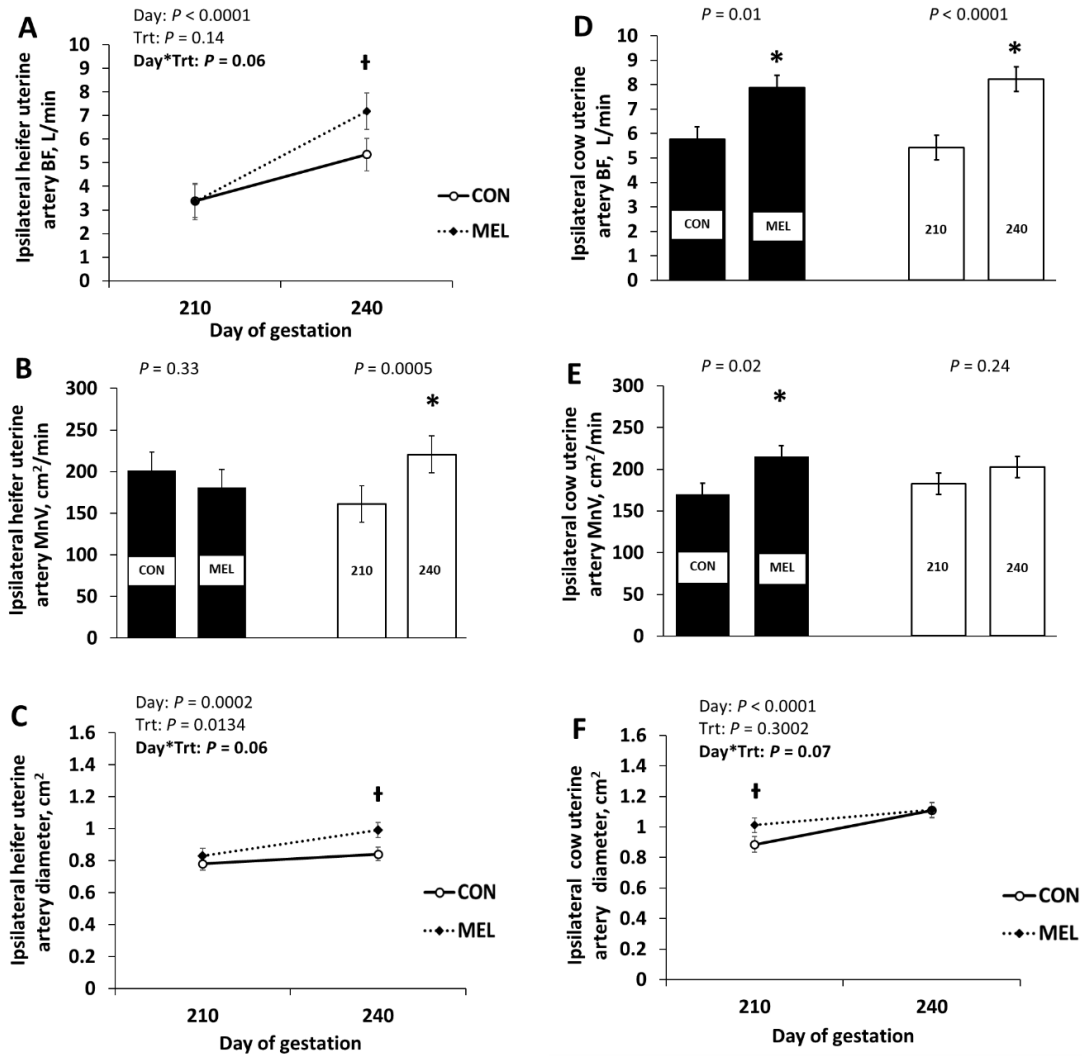 A
Day: P < 0.0001
Trt: P = 0.14
Day*Trt: P = 0.06
Ipsilateral heifer uterine
artery BF, L/min
10
9
8
7
6
5
4
3
2
1
0
ƚ
CON
MEL
210 240
Day of gestation
B
P = 0.33 P = 0.0005
Ipsilateral heifer uterine
artery MnV, cm²/min
300
250
200
150
100
50
0
*
CON MEL 210 240
C
Day: P = 0.0002
Trt: P = 0.0134
Day*Trt: P = 0.06
Ipsilateral heifer uterine
artery diameter, cm²
1.6
1.4
1.2
1
0.8
0.6
0.4
0.2
0
ƚ
CON
MEL
210 240
Day of gestation
D
P = 0.01 P < 0.0001
Ipsilateral cow uterine
artery BF, L/min
10
9
8
7
6
5
4
3
2
1
0
* *
CON MEL 210 240
E
P = 0.02 P = 0.24
Ipsilateral cow uterine
artery MnV, cm²/min
300
250
200
150
100
50
0
*
CON MEL 210 240
F
Day: P < 0.0001
Trt: P = 0.3002
Day*Trt: P = 0.07
Ipsilateral cow uterine
artery diameter, cm²
1.6
1.4
1.2
1
0.8
0.6
0.4
0.2
0
ƚ
CON
MEL
210 240
Day of gestation